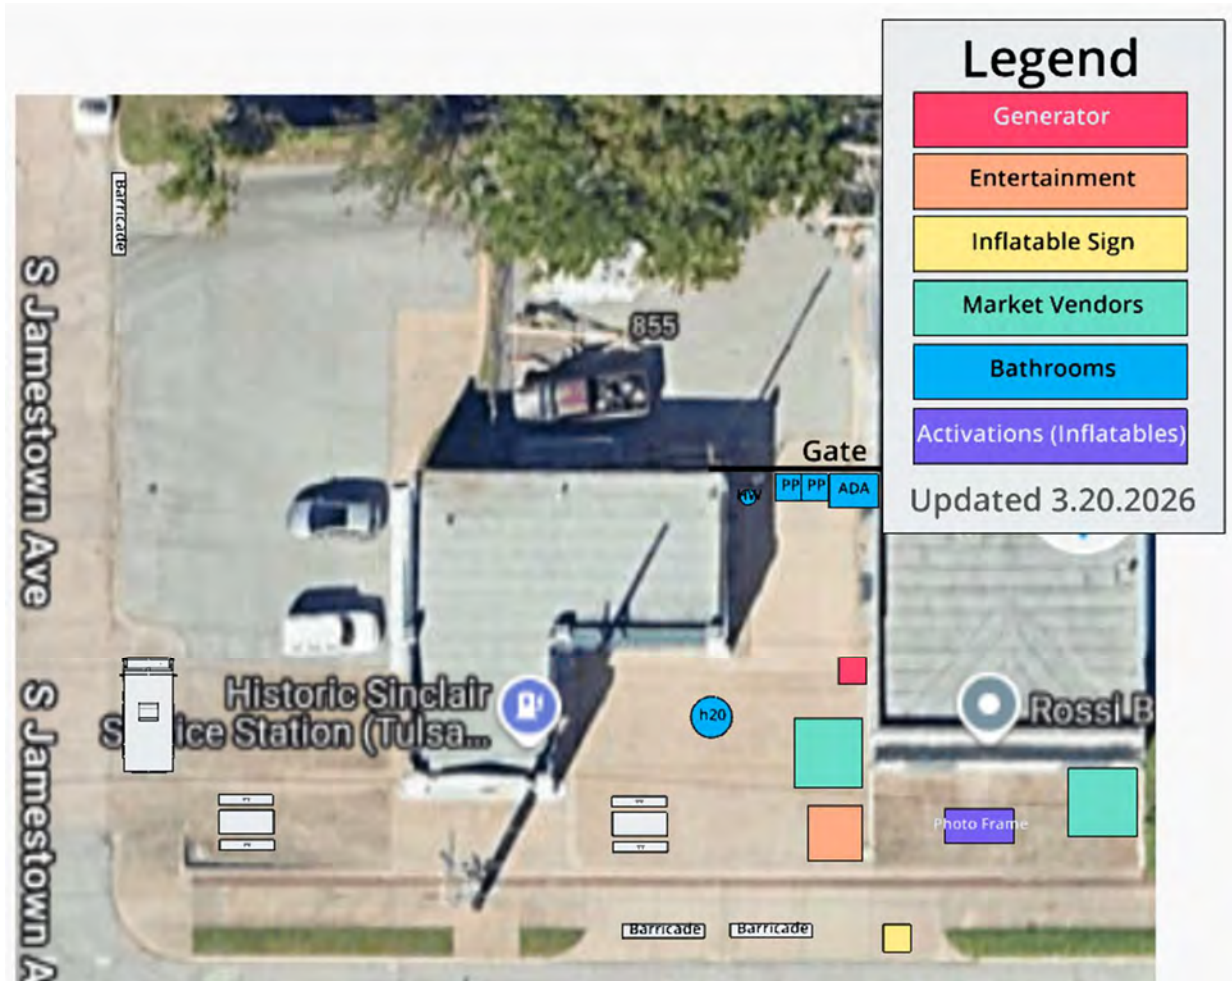 Legend
Generator
Entertainment
Inflatable Sign
Market Vendors
Bathrooms
Activations (Inflatables)
Updated 3.20.2026
Barricade
S Jamestown Ave
855
Gate
HW
PP
PP
ADA
S Jamestown A
Historic Sinclair
S ice Station (Tulsa...
h20
Rossi B
Photo Frame
Barricade
Barricade